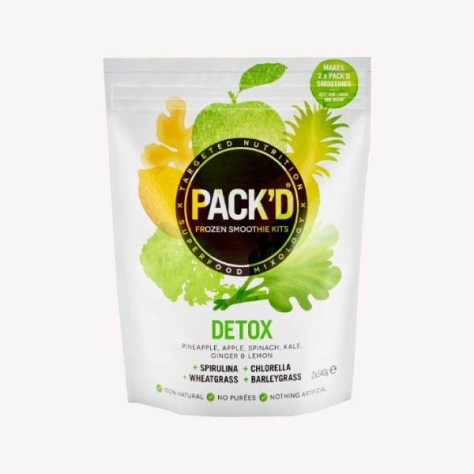 MAKES
2 x PACK'D
SMOOTHIES
TARGETED NUTRITION
PACK'D®
FROZEN SMOOTHIE KITS
SUPERFOOD MIXOLOGY
DETOX
PINEAPPLE, APPLE, SPINACH, KALE,
GINGER & LEMON
+ SPIRULINA + CHLORELLA
+ WHEATGRASS + BARLEYGRASS
2x140g e
100% NATURAL NO PURÉES NOTHING ARTIFICIAL